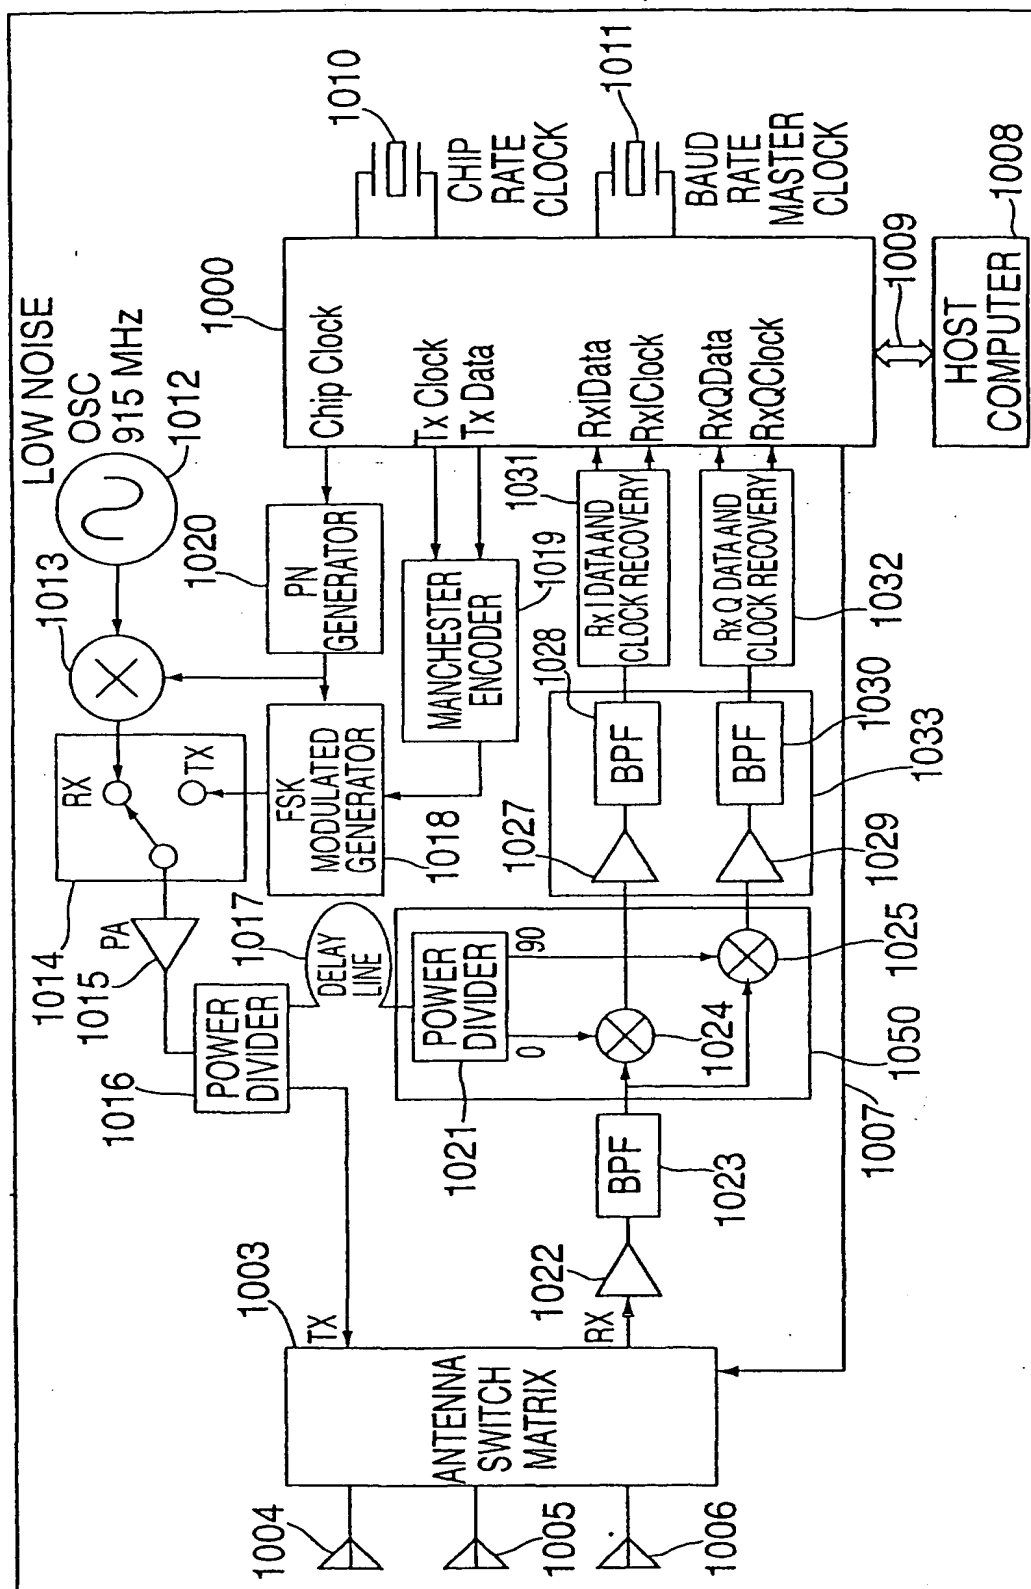 LOW NOISE
OSC
915 MHz
1012
1013
1014
RX
TX
PA
1015
POWER
DIVIDER
1016
1017
DELAY
LINE
FSK
MODULATED
GENERATOR
1018
PN
GENERATOR
1020
MANCHESTER
ENCODER
1019
1000
Chip Clock
Tx Clock
Tx Data
RxIData
RxIClock
RxQData
RxQClock
1010
CHIP
RATE
CLOCK
1011
BAUD
RATE
MASTER
CLOCK
1009
HOST
COMPUTER
1008
1003
TX
RX
ANTENNA
SWITCH
MATRIX
1004
1005
1006
1022
BPF
1023
POWER
DIVIDER
1021
0
90
1024
1025
1050
1007
1027
BPF
1028
1029
BPF
1030
1033
Rx I DATA AND
CLOCK RECOVERY
1031
Rx Q DATA AND
CLOCK RECOVERY
1032